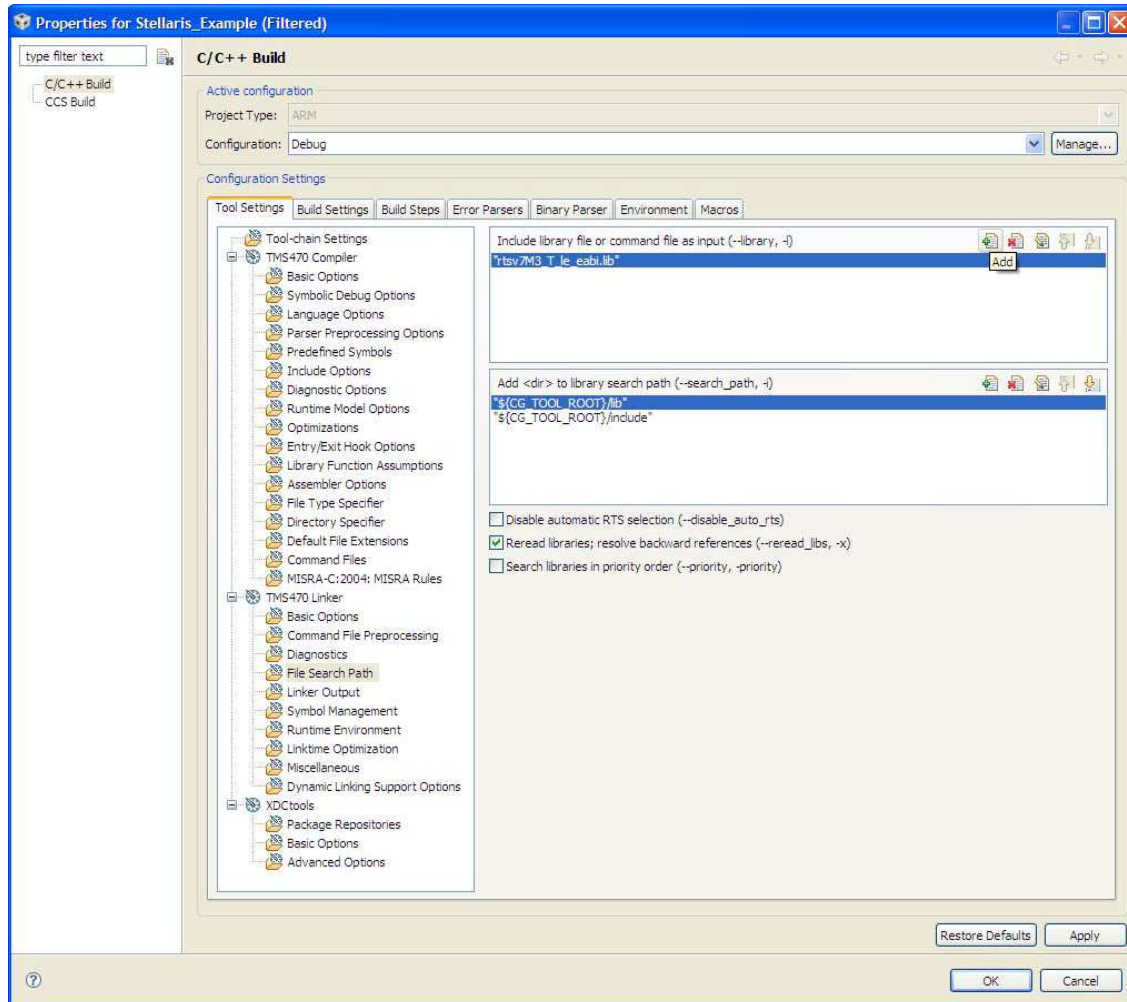 Properties for Stellaris_Example (Filtered)
type filter text
C/C++ Build
CCS Build
C/C++ Build
Active configuration
Project Type: ARM
Configuration: Debug
Manage...
Configuration Settings
Tool Settings Build Settings Build Steps Error Parsers Binary Parser Environment Macros
Tool-chain Settings
TMS470 Compiler
Basic Options
Symbolic Debug Options
Language Options
Parser Preprocessing Options
Predefined Symbols
Include Options
Diagnostic Options
Runtime Model Options
Optimizations
Entry/Exit Hook Options
Library Function Assumptions
Assembler Options
File Type Specifier
Directory Specifier
Default File Extensions
Command Files
MISRA-C:2004: MISRA Rules
TMS470 Linker
Basic Options
Command File Preprocessing
Diagnostics
File Search Path
Linker Output
Symbol Management
Runtime Environment
Linktime Optimization
Miscellaneous
Dynamic Linking Support Options
XDCtools
Package Repositories
Basic Options
Advanced Options
Include library file or command file as input (--library, -l)
Add
"rtsv7M3_T_le_eabi.lib"
Add <dir> to library search path (--search_path, -i)
"${CG_TOOL_ROOT}/lib"
"${CG_TOOL_ROOT}/include"
Disable automatic RTS selection (--disable_auto_rts)
Reread libraries; resolve backward references (--reread_libs, -x)
Search libraries in priority order (--priority, -priority)
Restore Defaults Apply
OK Cancel